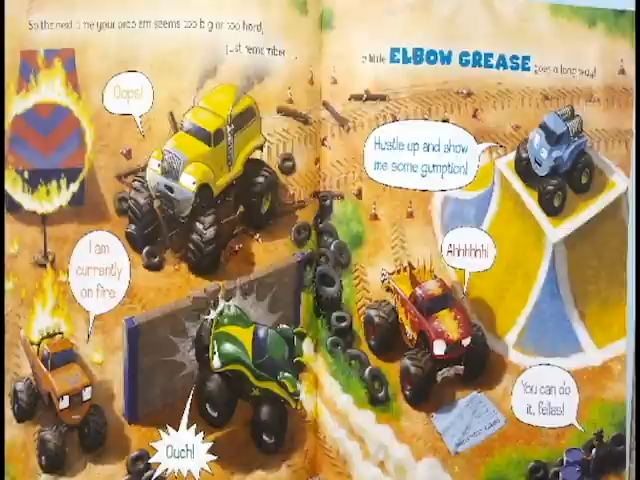 So the next time your problem seems too big or too hard,
just remember
a little ELBOW GREASE goes a long way!
Oops!
Hustle up and show
me some gumption!
I am
currently
on fire.
Ahhhhhh!
You can do
it, fellas!
Ouch!